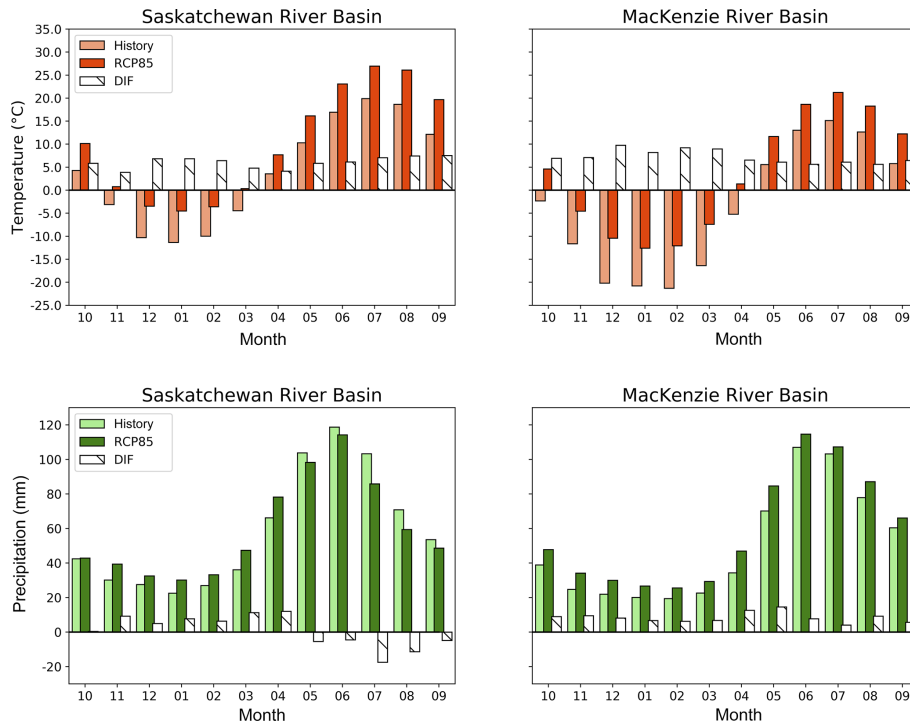 Saskatchewan River Basin
MacKenzie River Basin
35.0
30.0
25.0
20.0
15.0
10.0
5.0
0.0
-5.0
-10.0
-15.0
-20.0
-25.0
Temperature (°C)
History
RCP85
DIF
10 11 12 01 02 03 04 05 06 07 08 09
10 11 12 01 02 03 04 05 06 07 08 09
Month
Month
Saskatchewan River Basin
MacKenzie River Basin
120
100
80
60
40
20
0
-20
Precipitation (mm)
History
RCP85
DIF
10 11 12 01 02 03 04 05 06 07 08 09
10 11 12 01 02 03 04 05 06 07 08 09
Month
Month